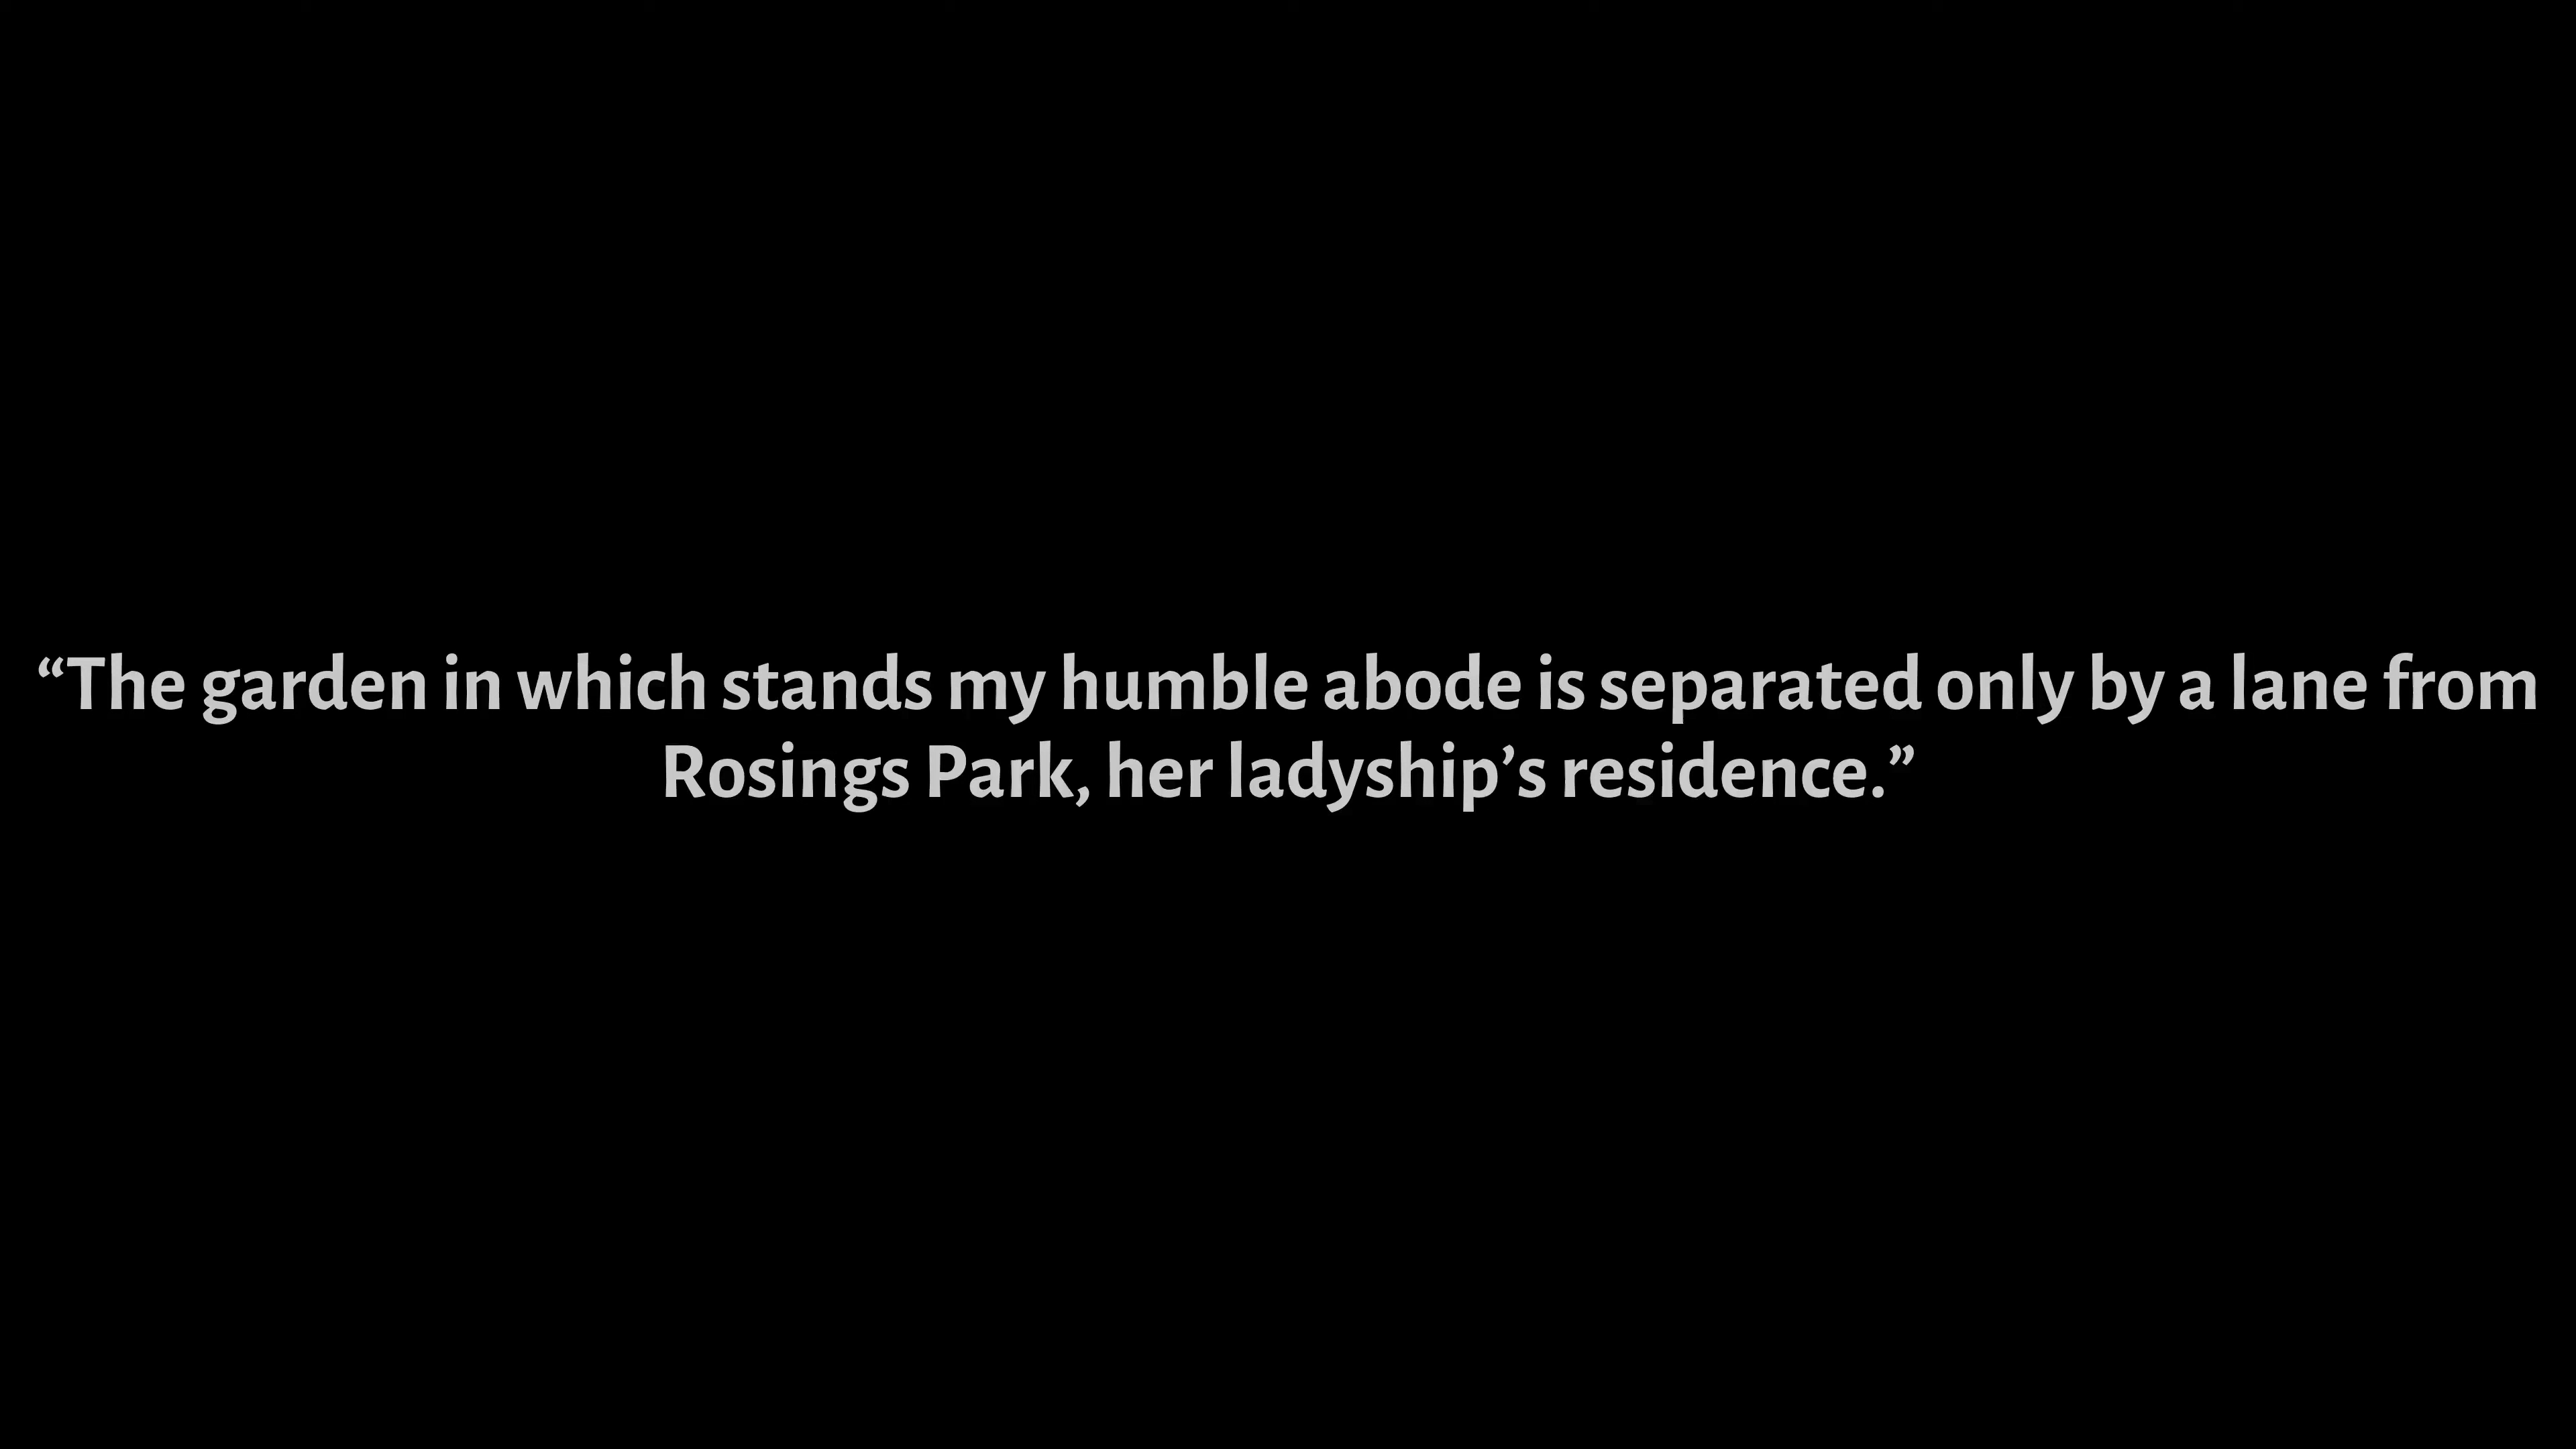 “The garden in which stands my humble abode is separated only by a lane from
Rosings Park, her ladyship’s residence.”